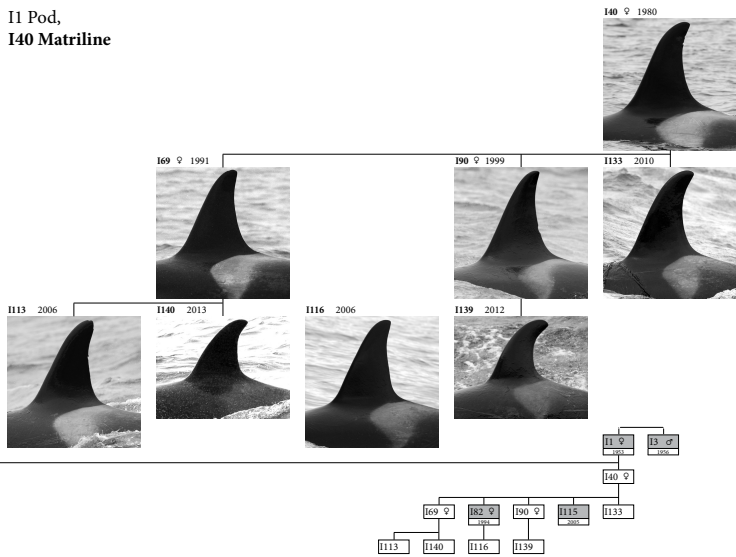 I1 Pod,
I40 Matriline
I40 ♀ 1980
I69 ♀ 1991
I90 ♀ 1999
I133 2010
I113 2006
I140 2013
I116 2006
I139 2012
I1 ♀
1953
I3 ♂
1956
I40 ♀
I69 ♀
I82 ♀
1994
I90 ♀
I115
2005
I133
I113
I140
I116
I139